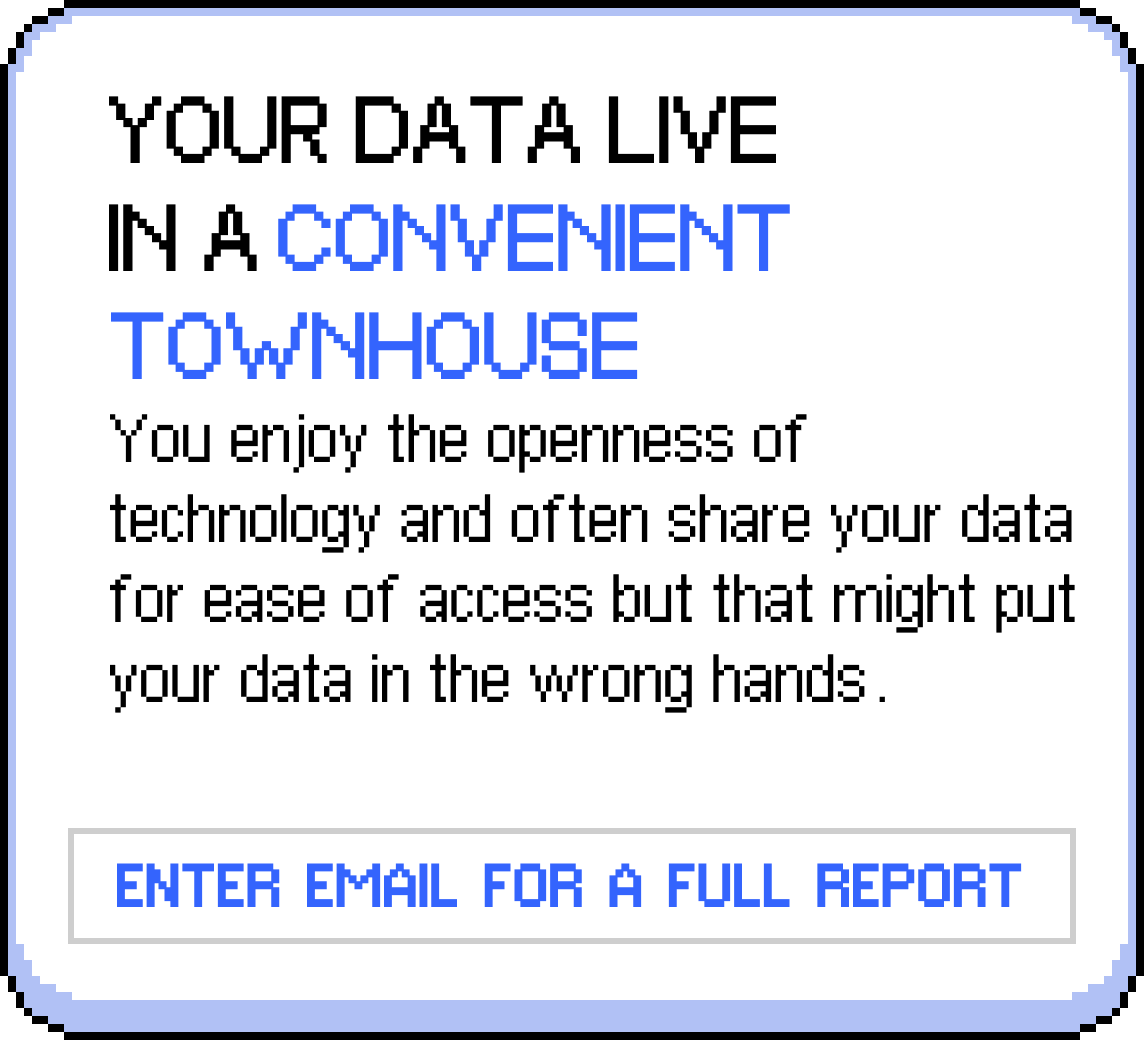 YOUR DATA LIVE
IN A CONVENIENT
TOWNHOUSE
You enjoy the openness of
technology and often share your data
for ease of access but that might put
your data in the wrong hands.
ENTER EMAIL FOR A FULL REPORT